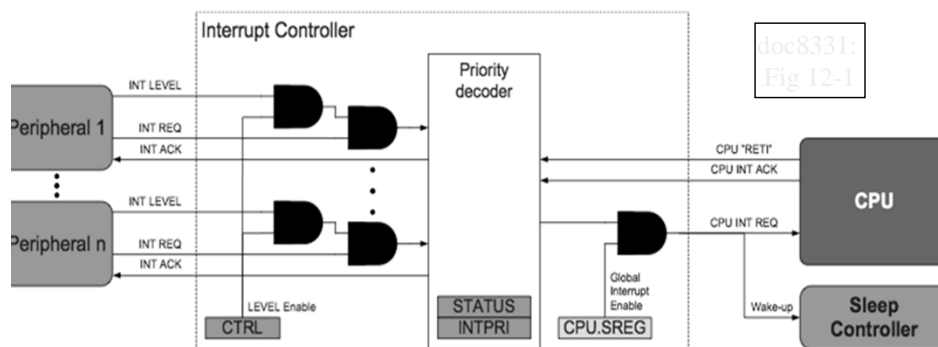 Interrupt Controller
doc8331:
Fig 12-1
INT LEVEL
Priority
decoder
Peripheral 1
INT REQ
INT ACK
CPU "RETI"
CPU INT ACK
CPU
INT LEVEL
Peripheral n
INT REQ
INT ACK
CPU INT REQ
Global
Interrupt
Enable
LEVEL Enable
CTRL
STATUS
INTPRI
CPU.SREG
Wake-up
Sleep
Controller